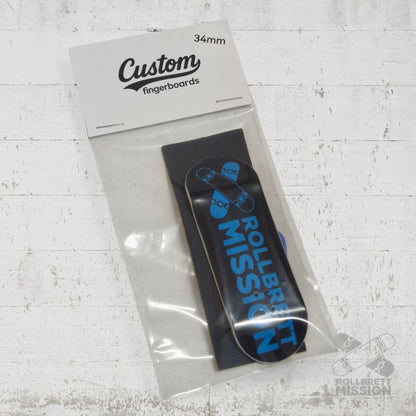 34mm
Custom
fingerboards
ROLLBRETT
MISSION
ROLLBRETT
MISSION